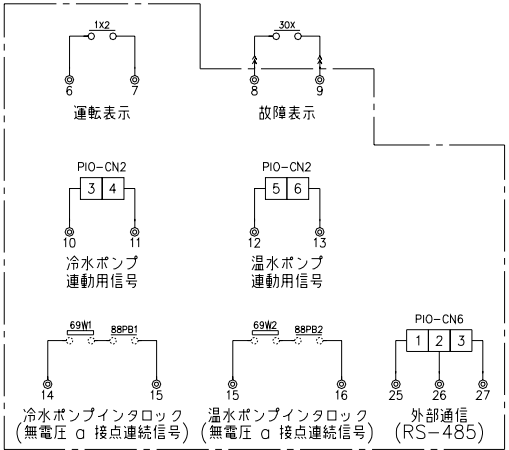 1X2
30X
6
7
8
9
運転表示
故障表示
PIO-CN2
PIO-CN2
3 4
5 6
10
11
12
13
冷水ポンプ
連動用信号
温水ポンプ
連動用信号
PIO-CN6
69W1
88PB1
69W2
88PB2
1 2 3
14
15
15
16
25
26
27
冷水ポンプインタロック
(無電圧 a 接点連続信号)
温水ポンプインタロック
(無電圧 a 接点連続信号)
外部通信
(RS-485)